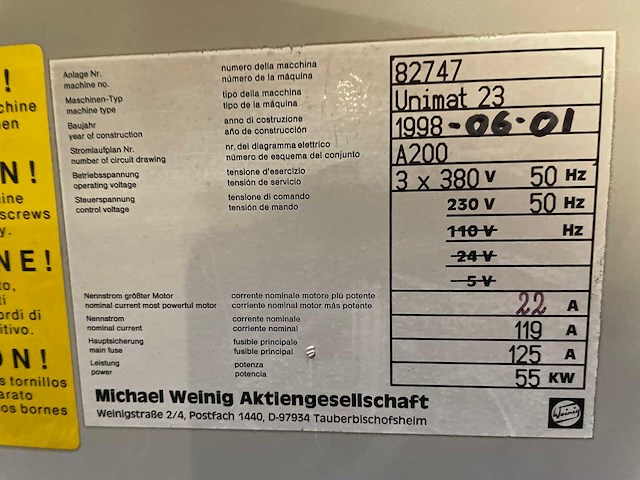 !
chine
en
N!
ine
screws
y.
NE!
to,
ti
ordi di
itivo.
ON!
s tornillos
arato
os bornes
Anlage Nr. numero della macchina 82747
machine no. número de la máquina
Maschinen-Typ tipo della macchina Unimat 23
machine type tipo de la máquina
Baujahr anno di costruzione 1998-06-01
year of construction año de construcción
Stromlaufplan Nr. nr. del diagramma elettrico A200
number of circuit drawing número de esquema del conjunto
Betriebsspannung tensione d'esercizio 3 x 380 V 50 Hz
operating voltage tensión de servicio
Steuerspannung tensione di comando 230 V 50 Hz
control voltage tensión de mando
110 V Hz
24 V
5 V
Nennstrom größter Motor corrente nominale motore più potente 22 A
nominal current most powertul motor corriente nominal motor más potente
Nennstrom corrente nominale 119 A
nominal current corriente nominal
Hauptsicherung fusibile principale 125 A
main fuse fusible principal
Leistung potenza 55 KW
power potencia
Michael Weinig Aktiengesellschaft
Weinigstraße 2/4, Postfach 1440, D-97934 Tauberbischofsheim
Weinig